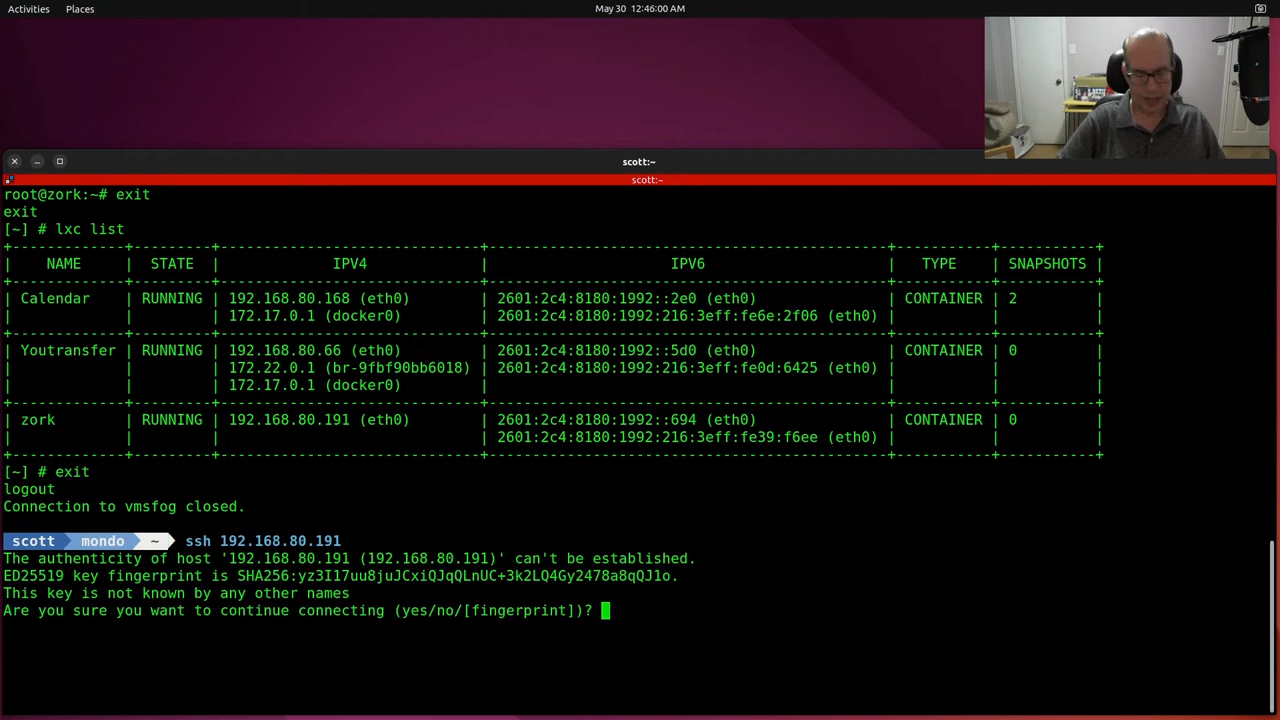 Activities Places May 30 12:46:00 AM
scott:~
scott:~
root@zork:~# exit
exit
[~] # lxc list
+-------------+---------+-----------------------------+---------------------------------------------+-----------+-----------+
| NAME | STATE | IPV4 | IPV6 | TYPE | SNAPSHOTS |
+-------------+---------+-----------------------------+---------------------------------------------+-----------+-----------+
| Calendar | RUNNING | 192.168.80.168 (eth0) | 2601:2c4:8180:1992::2e0 (eth0) | CONTAINER | 2 |
| | | 172.17.0.1 (docker0) | 2601:2c4:8180:1992:216:3eff:fe6e:2f06 (eth0) | | |
+-------------+---------+-----------------------------+---------------------------------------------+-----------+-----------+
| Youtransfer | RUNNING | 192.168.80.66 (eth0) | 2601:2c4:8180:1992::5d0 (eth0) | CONTAINER | 0 |
| | | 172.22.0.1 (br-9fbf90bb6018) | 2601:2c4:8180:1992:216:3eff:fe0d:6425 (eth0) | | |
| | | 172.17.0.1 (docker0) | | | |
+-------------+---------+-----------------------------+---------------------------------------------+-----------+-----------+
| zork | RUNNING | 192.168.80.191 (eth0) | 2601:2c4:8180:1992::694 (eth0) | CONTAINER | 0 |
| | | | 2601:2c4:8180:1992:216:3eff:fe39:f6ee (eth0) | | |
+-------------+---------+-----------------------------+---------------------------------------------+-----------+-----------+
[~] # exit
logout
Connection to vmsfog closed.
scott mondo ~ ssh 192.168.80.191
The authenticity of host '192.168.80.191 (192.168.80.191)' can't be established.
ED25519 key fingerprint is SHA256:yz3I17uu8juJCxiQJqQLnUC+3k2LQ4Gy2478a8qQJ1o.
This key is not known by any other names
Are you sure you want to continue connecting (yes/no/[fingerprint])?